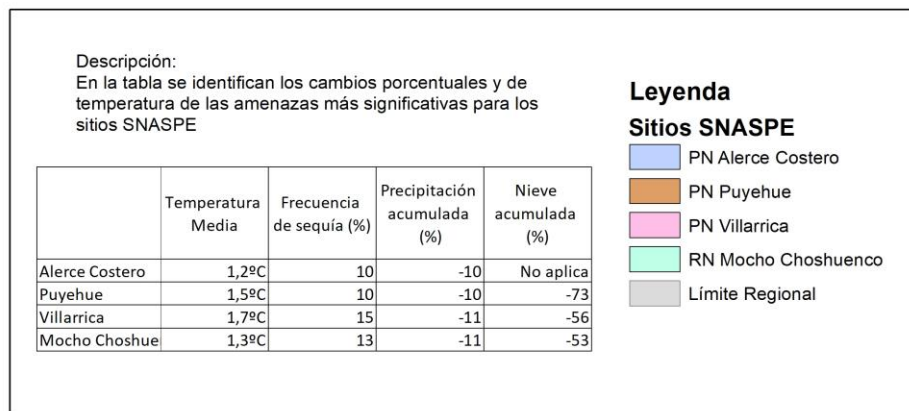 Descripción:
En la tabla se identifican los cambios porcentuales y de
temperatura de las amenazas más significativas para los
sitios SNASPE
Temperatura
Media
Frecuencia
de sequía (%)
Precipitación
acumulada
(%)
Nieve
acumulada
(%)
Alerce Costero 1,2ºC 10 -10 No aplica
Puyehue 1,5ºC 10 -10 -73
Villarrica 1,7ºC 15 -11 -56
Mocho Choshue 1,3ºC 13 -11 -53
Leyenda
Sitios SNASPE
PN Alerce Costero
PN Puyehue
PN Villarrica
RN Mocho Choshuenco
Límite Regional